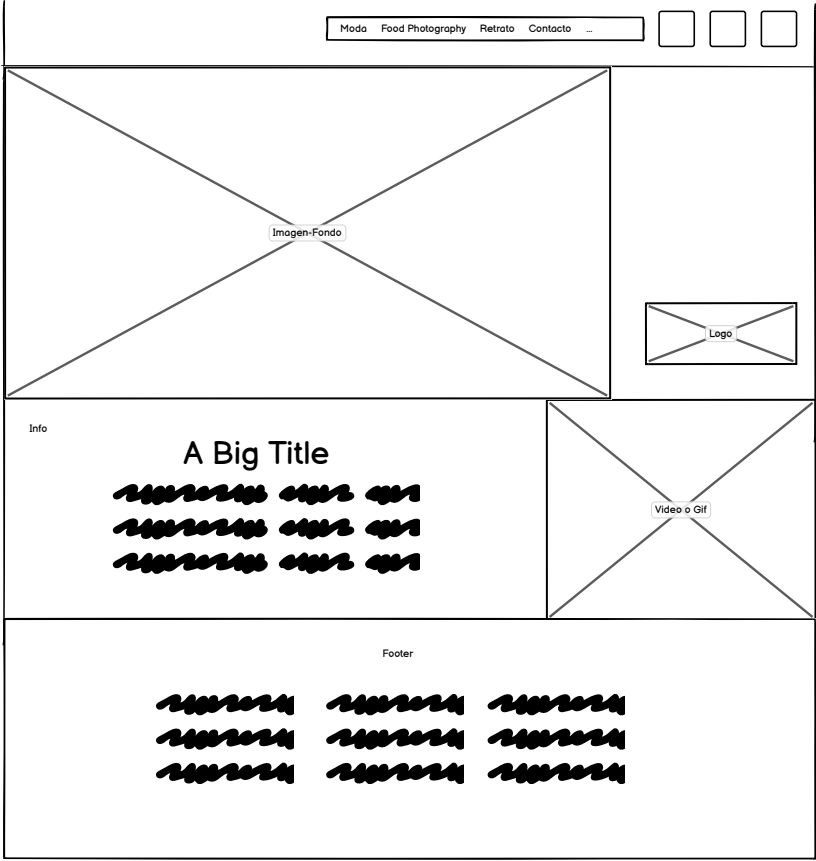 Moda Food Photography Retrato Contacto ...
Imagen-Fondo
Logo
Info
A Big Title
Video o Gif
Footer